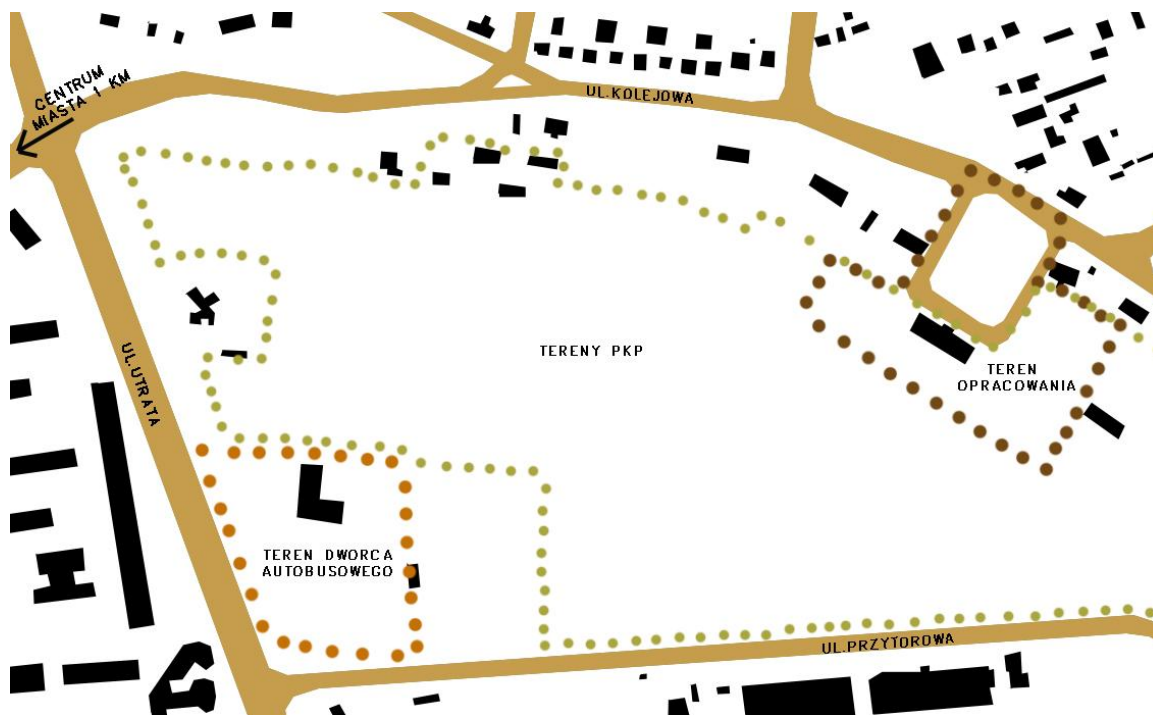 CENTRUM
MIASTA 1 KM
UL.KOLEJOWA
TERENY PKP
TEREN
OPRACOWANIA
UL.UTRATA
TEREN DWORCA
AUTOBUSOWEGO
UL.PRZYTOROWA